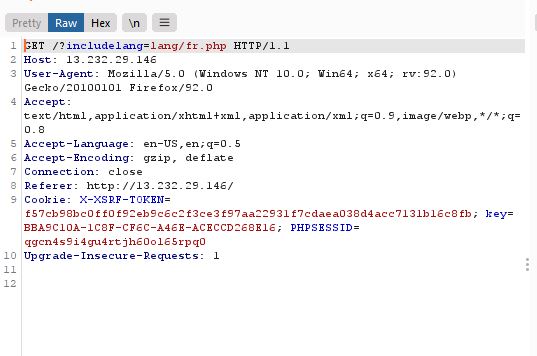 Pretty Raw Hex \n ≡
1 GET /?includelang=lang/fr.php HTTP/1.1
2 Host: 13.232.29.146
3 User-Agent: Mozilla/5.0 (Windows NT 10.0; Win64; x64; rv:92.0)
Gecko/20100101 Firefox/92.0
4 Accept:
text/html,application/xhtml+xml,application/xml;q=0.9,image/webp,*/*;q=
0.8
5 Accept-Language: en-US,en;q=0.5
6 Accept-Encoding: gzip, deflate
7 Connection: close
8 Referer: http://13.232.29.146/
9 Cookie: X-XSRF-TOKEN=
f57cb98bc0ff0f92eb9c6c2f3ce3f97aa22931f7cdaea038d4acc7131b16c8fb; key=
BBA9C10A-1C8F-CF6C-A46E-ACECCD268E16; PHPSESSID=
qgcn4s9i4gu4rtjh60ol65rpq0
10 Upgrade-Insecure-Requests: 1
11
12